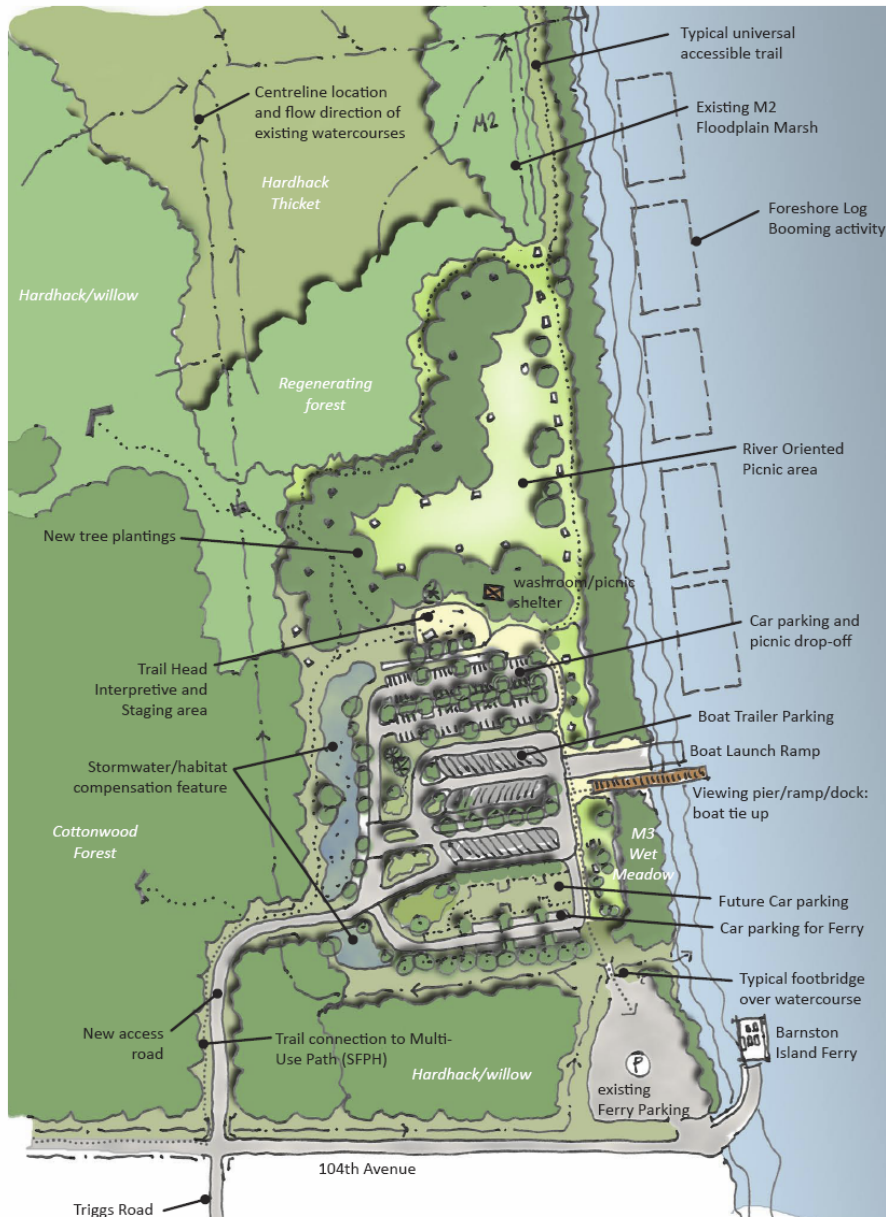 Typical universal
accessible trail
Centreline location
and flow direction of
existing watercourses
M2
Existing M2
Floodplain Marsh
Hardhack
Thicket
Foreshore Log
Booming activity
Hardhack/willow
Regenerating
forest
River Oriented
Picnic area
New tree plantings
washroom/picnic
shelter
Car parking and
picnic drop-off
Trail Head
Interpretive and
Staging area
Boat Trailer Parking
Boat Launch Ramp
Stormwater/habitat
compensation feature
Viewing pier/ramp/dock:
boat tie up
Cottonwood
Forest
M3
Wet
Meadow
Future Car parking
Car parking for Ferry
Typical footbridge
over watercourse
New access
road
Trail connection to Multi-
Use Path (SFPH)
Barnston
Island Ferry
Hardhack/willow
P
existing
Ferry Parking
104th Avenue
Triggs Road